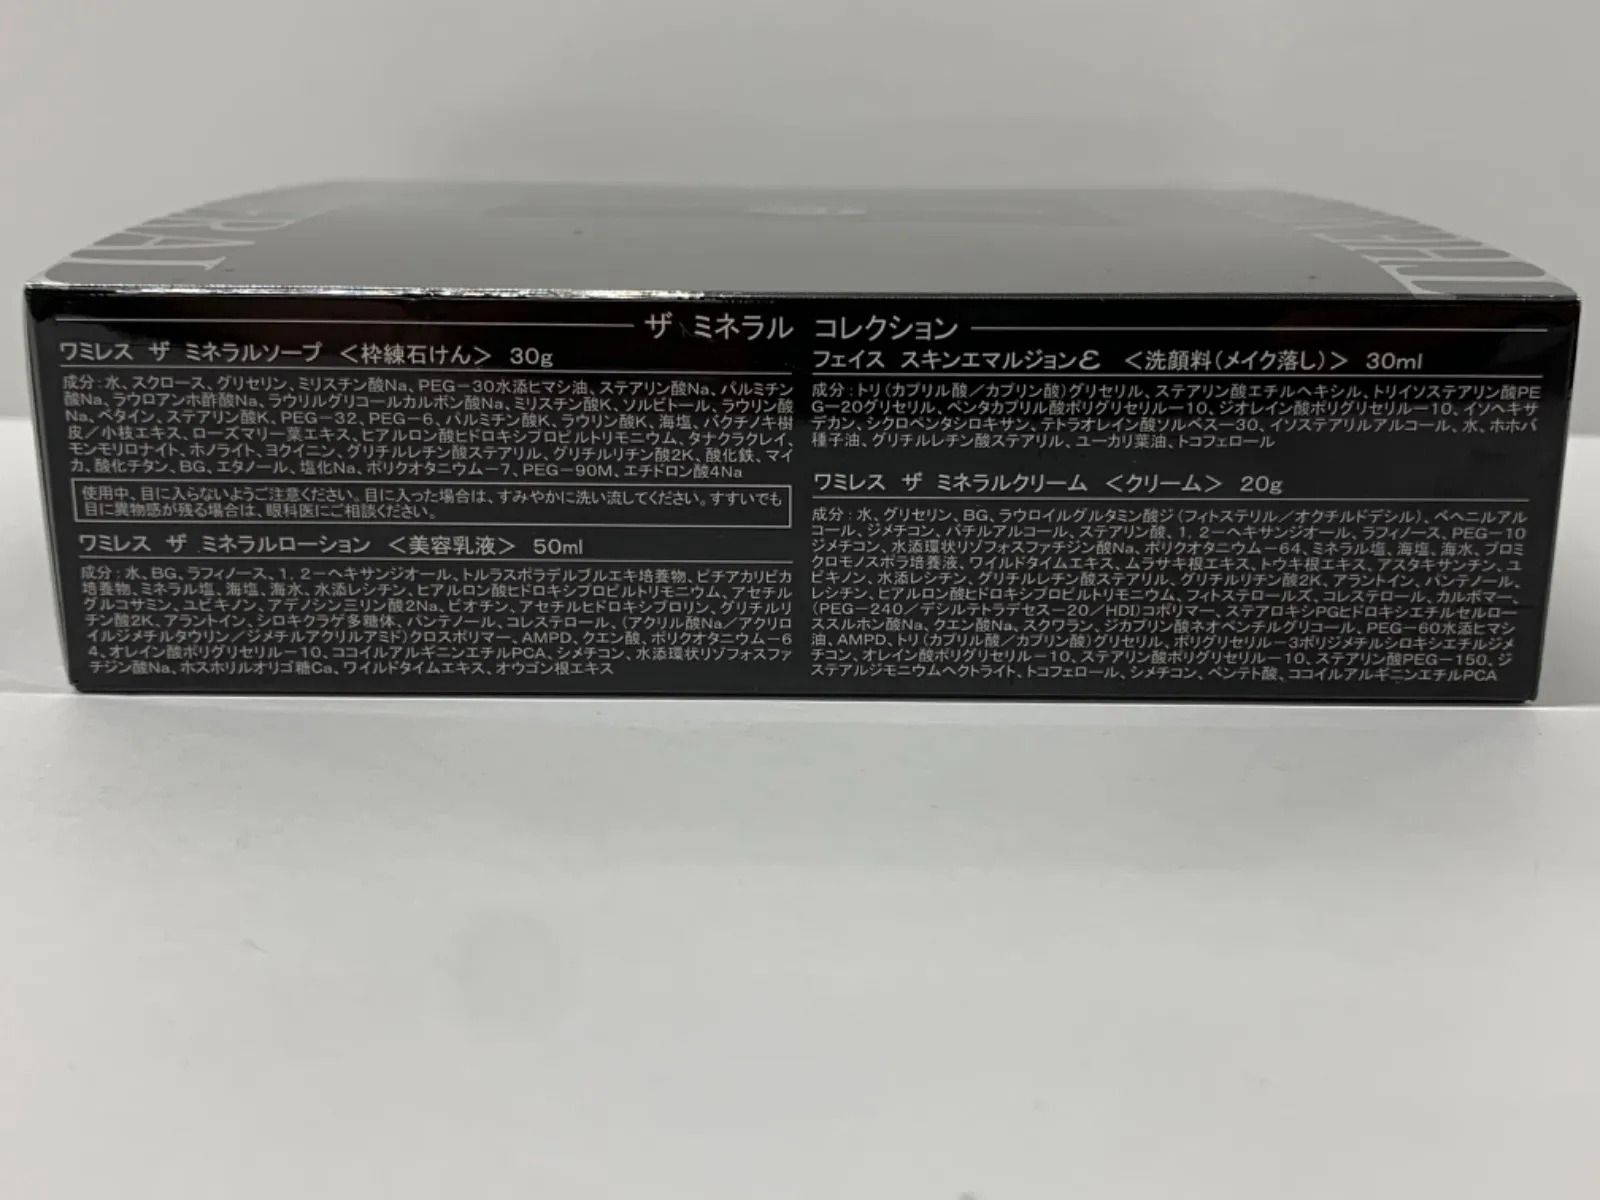 ザ ミネラル コレクション
ワミレス ザ ミネラルソープ <枠練石けん> 30g
成分:水、スクロース、グリセリン、ミリスチン酸Na、PEG-30水添ヒマシ油、ステアリン酸Na、パルミチン
酸Na、ラウロアンホ酢酸Na、ラウリルグリコールカルボン酸Na、ミリスチン酸K、ソルビトール、ラウリン酸
Na、ベタイン、ステアリン酸K、PEG-32、PEG-6、パルミチン酸K、ラウリン酸K、海塩、バクチノキ樹
皮/小枝エキス、ローズマリー葉エキス、ヒアルロン酸ヒドロキシプロピルトリモニウム、タナクラクレイ、
モンモリロナイト、ホノライト、ヨクイニン、グリチルレチン酸ステアリル、グリチルリチン酸2K、酸化鉄、マイ
カ、酸化チタン、BG、エタノール、塩化Na、ポリクオタニウム-7、PEG-90M、エチドロン酸4Na
使用中、目に入らないようご注意ください。目に入った場合は、すみやかに洗い流してください。すすいでも
目に異物感が残る場合は、眼科医にご相談ください。
ワミレス ザ ミネラルローション <美容乳液> 50ml
成分:水、BG、ラフィノース、1,2-ヘキサンジオール、トルラスポラデルブルエキ培養物、ピチアカリビカ
培養物、ミネラル塩、海塩、海水、水添レシチン、ヒアルロン酸ヒドロキシプロピルトリモニウム、アセチル
グルコサミン、ユビキノン、アデノシン三リン酸2Na、ビオチン、アセチルヒドロキシプロリン、グリチルリ
チン酸2K、アラントイン、シロキクラゲ多糖体、パンテノール、コレステロール、(アクリル酸Na/アクリロ
イルジメチルタウリン/ジメチルアクリルアミド)クロスポリマー、AMPD、クエン酸、ポリクオタニウム-6
4、オレイン酸ポリグリセリル-10、ココイルアルギニンエチルPCA、シメチコン、水添環状リゾフォスファ
チジン酸Na、ホスホリルオリゴ糖Ca、ワイルドタイムエキス、オウゴン根エキス
フェイス スキンエマルジョンε <洗顔料(メイク落し)> 30ml
成分:トリ(カプリル酸/カプリン酸)グリセリル、ステアリン酸エチルヘキシル、トリイソステアリン酸PE
G-20グリセリル、ペンタカプリル酸ポリグリセリル-10、ジオレイン酸ポリグリセリル-10、イソヘキサ
デカン、シクロペンタシロキサン、テトラオレイン酸ソルベス-30、イソステアリルアルコール、水、ホホバ
種子油、グリチルレチン酸ステアリル、ユーカリ葉油、トコフェロール
ワミレス ザ ミネラルクリーム <クリーム> 20g
成分:水、グリセリン、BG、ラウロイルグルタミン酸ジ(フィトステリル/オクチルドデシル)、ベヘニルアル
コール、ジメチコン、バチルアルコール、ステアリン酸、1,2-ヘキサンジオール、ラフィノース、PEG-10
ジメチコン、水添環状リゾフォスファチジン酸Na、ポリクオタニウム-64、ミネラル塩、海塩、海水、プロミ
クロモノスポラ培養液、ワイルドタイムエキス、ムラサキ根エキス、トウキ根エキス、アスタキサンチン、ユ
ビキノン、水添レシチン、グリチルレチン酸ステアリル、グリチルリチン酸2K、アラントイン、パンテノール、
レシチン、ヒアルロン酸ヒドロキシプロピルトリモニウム、フィトステロールズ、コレステロール、カルボマー、
(PEG-240/デシルテトラデセス-20/HDI)コポリマー、ステアロキシPGヒドロキシエチルセルロー
ススルホン酸Na、クエン酸Na、スクワラン、ジカプリン酸ネオペンチルグリコール、PEG-60水添ヒマシ
油、AMPD、トリ(カプリル酸/カプリン酸)グリセリル、ポリグリセリル-3ポリジメチルシロキシエチルジメ
チコン、オレイン酸ポリグリセリル-10、ステアリン酸ポリグリセリル-10、ステアリン酸PEG-150、ジ
ステアルジモニウムヘクトライト、トコフェロール、シメチコン、ペンテト酸、ココイルアルギニンエチルPCA